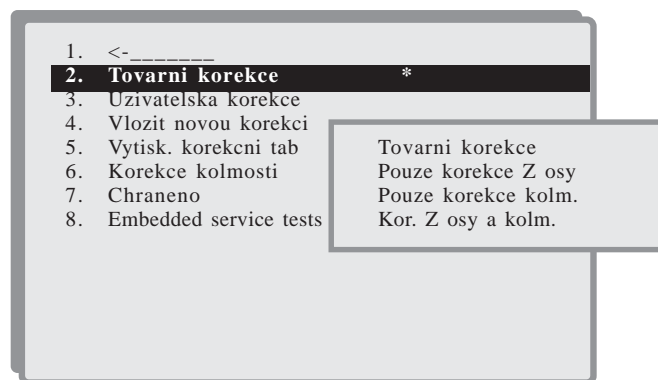 1. <-_______
2. Tovarni korekce *
3. Uzivatelska korekce
4. Vlozit novou korekci
5. Vytisk. korekcni tab
6. Korekce kolmosti
7. Chraneno
8. Embedded service tests
Tovarni korekce
Pouze korekce Z osy
Pouze korekce kolm.
Kor. Z osy a kolm.